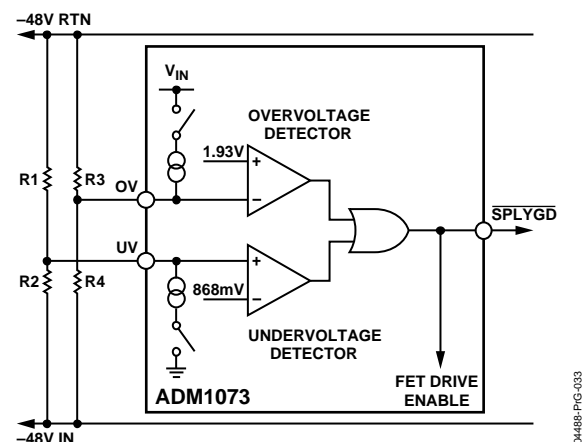 –48V RTN
VIN
OVERVOLTAGE
DETECTOR
1.93V
+
–
R1
R3
OV
SPLYGD
UV
R2
R4
+
868mV
–
UNDERVOLTAGE
DETECTOR
FET DRIVE
ENABLE
ADM1073
–48V IN
04488-PrG-033